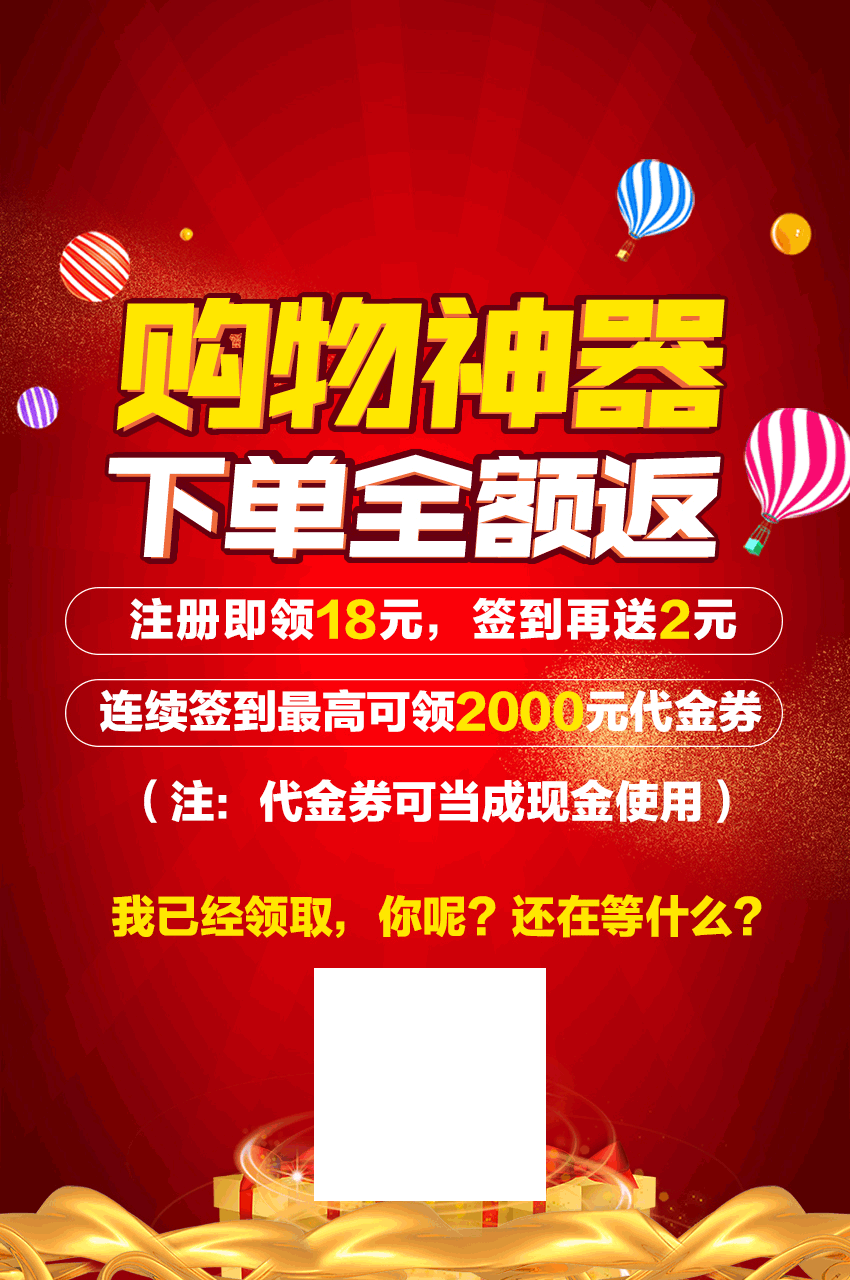 购物神器
下单全额返
注册即领18元，签到再送2元
连续签到最高可领2000元代金券
（注：代金券可当成现金使用）
我已经领取，你呢？还在等什么？